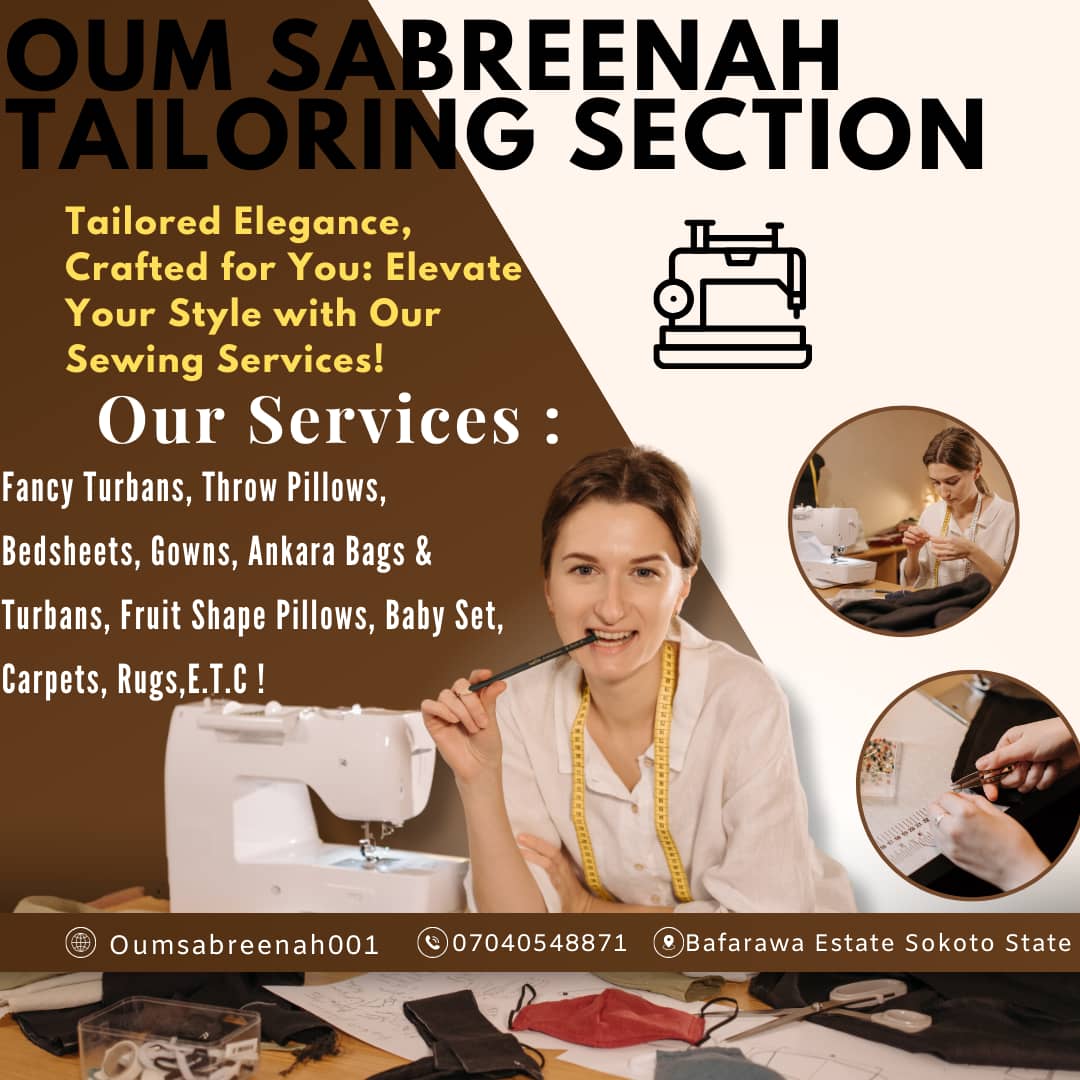 OUM SABREENAH
TAILORING SECTION
Tailored Elegance,
Crafted for You: Elevate
Your Style with Our
Sewing Services!
Our Services :
Fancy Turbans, Throw Pillows,
Bedsheets, Gowns, Ankara Bags &
Turbans, Fruit Shape Pillows, Baby Set,
Carpets, Rugs,E.T.C !
Oumsabreenah001
07040548871
Bafarawa Estate Sokoto State